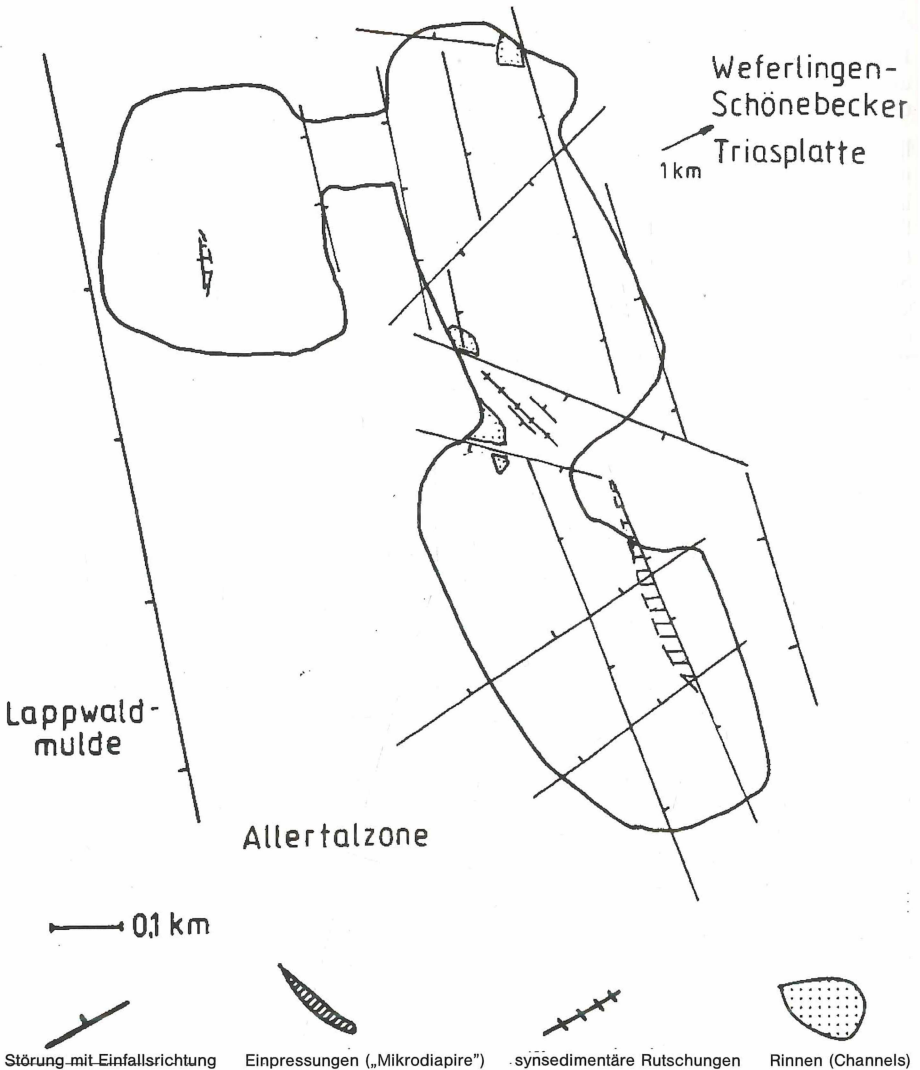 Weferlingen-
Schönebecker
Triasplatte
1 km
Lappwald-
mulde
Allertalzone
0,1 km
Störung mit Einfallsrichtung
Einpressungen („Mikrodiapire”)
synsedimentäre Rutschungen
Rinnen (Channels)